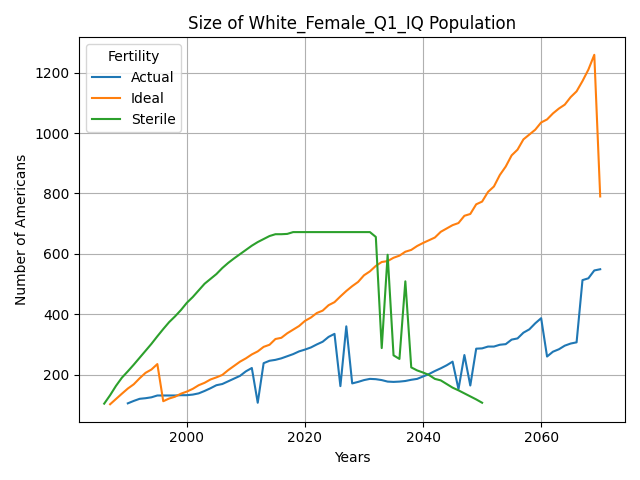 Size of White_Female_Q1_IQ Population
Fertility
Actual
Ideal
Sterile
Number of Americans
1200
1000
800
600
400
200
2000
2020
2040
2060
Years